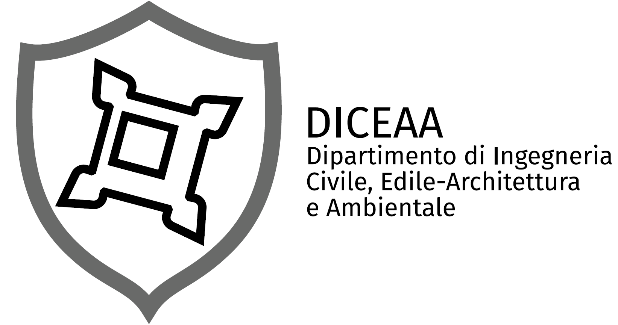 DICEAA
Dipartimento di Ingegneria
Civile, Edile-Architettura
e Ambientale